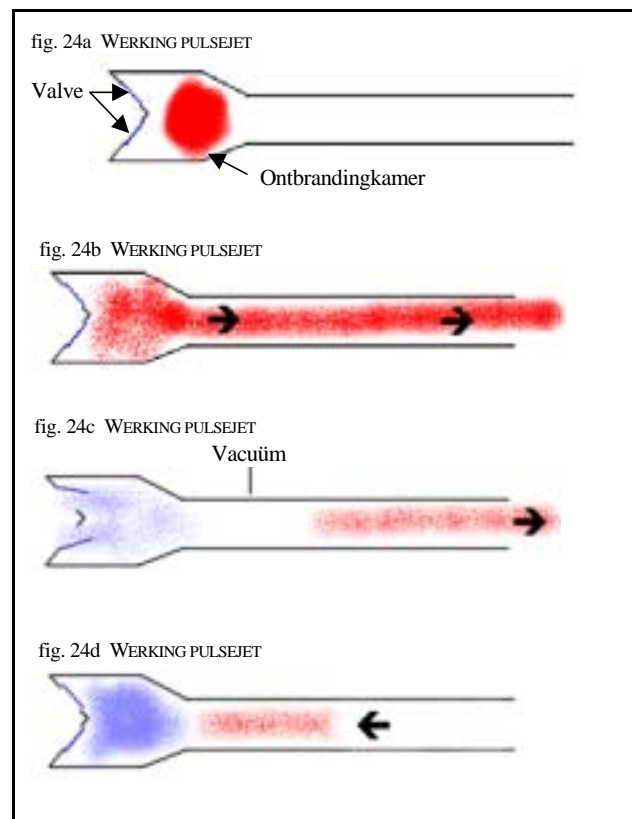 fig. 24a WERKING PULSEJET
Valve
Ontbrandingkamer
fig. 24b WERKING PULSEJET
fig. 24c WERKING PULSEJET
Vacuüm
fig. 24d WERKING PULSEJET